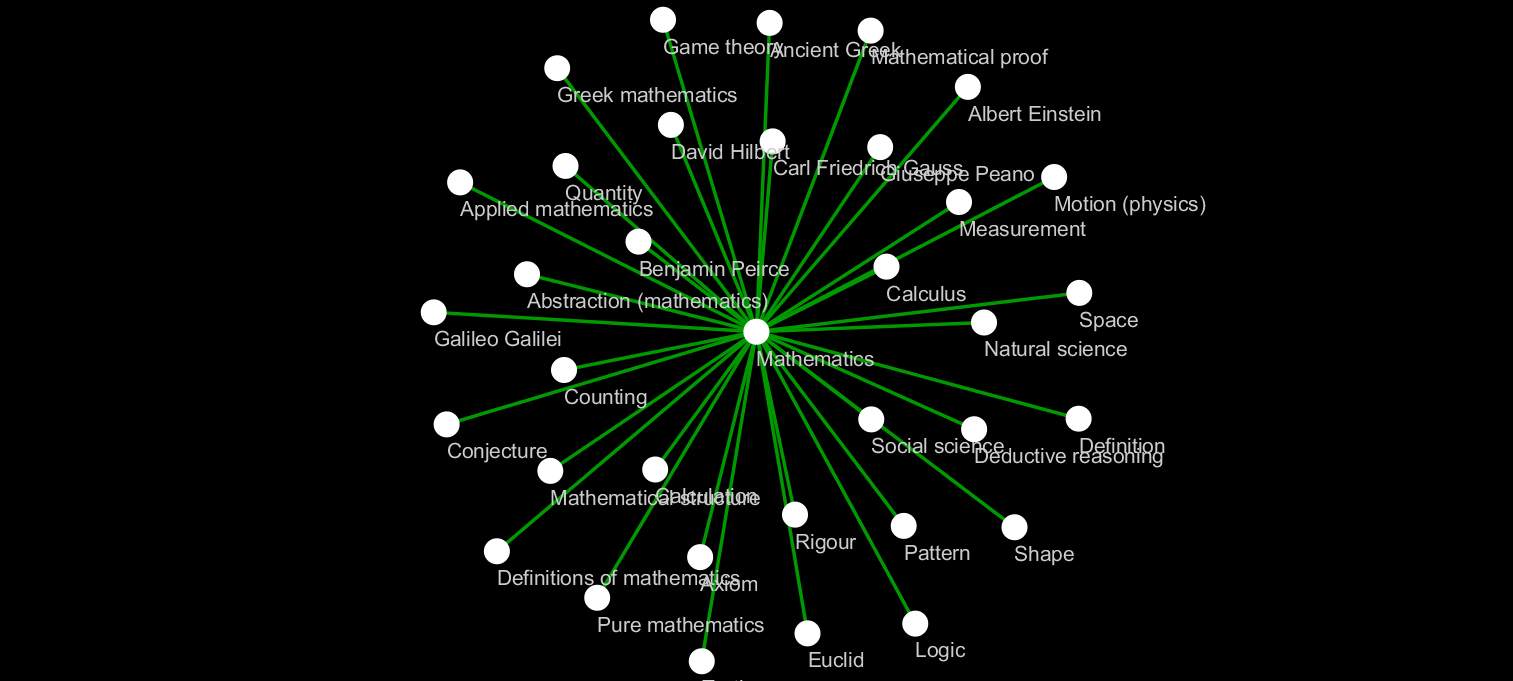 Game theory
Ancient Greek
Mathematical proof
Greek mathematics
Albert Einstein
David Hilbert
Carl Friedrich Gauss
Giuseppe Peano
Quantity
Applied mathematics
Motion (physics)
Measurement
Benjamin Peirce
Calculus
Abstraction (mathematics)
Space
Galileo Galilei
Natural science
Mathematics
Counting
Social science
Definition
Deductive reasoning
Conjecture
Mathematical structure
Calculation
Rigour
Pattern
Shape
Definitions of mathematics
Axiom
Pure mathematics
Logic
Euclid